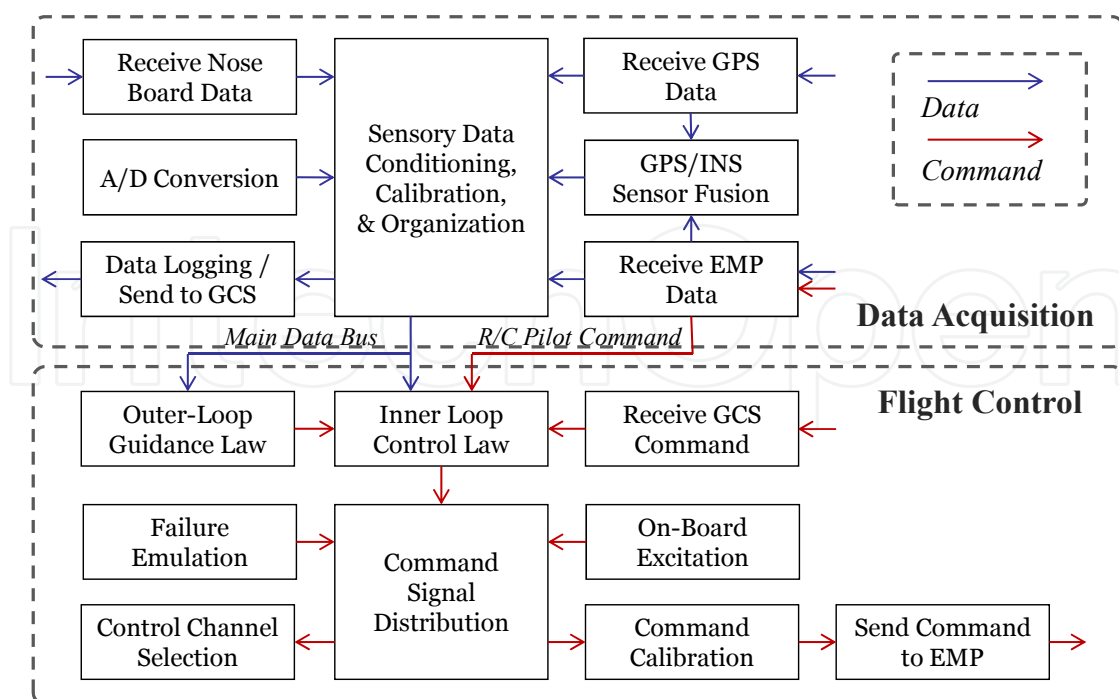 Receive Nose
Board Data
A/D Conversion
Data Logging /
Send to GCS
Sensory Data
Conditioning,
Calibration,
& Organization
Receive GPS
Data
GPS/INS
Sensor Fusion
Receive EMP
Data
Data
Command
Data Acquisition
Main Data Bus
R/C Pilot Command
Flight Control
Outer-Loop
Guidance Law
Inner Loop
Control Law
Receive GCS
Command
Failure
Emulation
Command
Signal
Distribution
On-Board
Excitation
Control Channel
Selection
Command
Calibration
Send Command
to EMP
IntechOpen